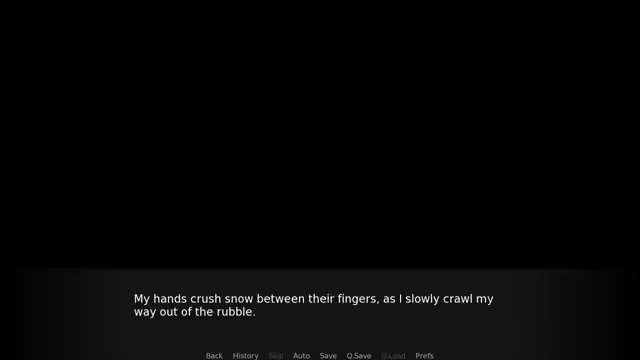 My hands crush snow between their fingers, as I slowly crawl my
way out of the rubble.
Back History Skip Auto Save Q.Save Q.Load Prefs